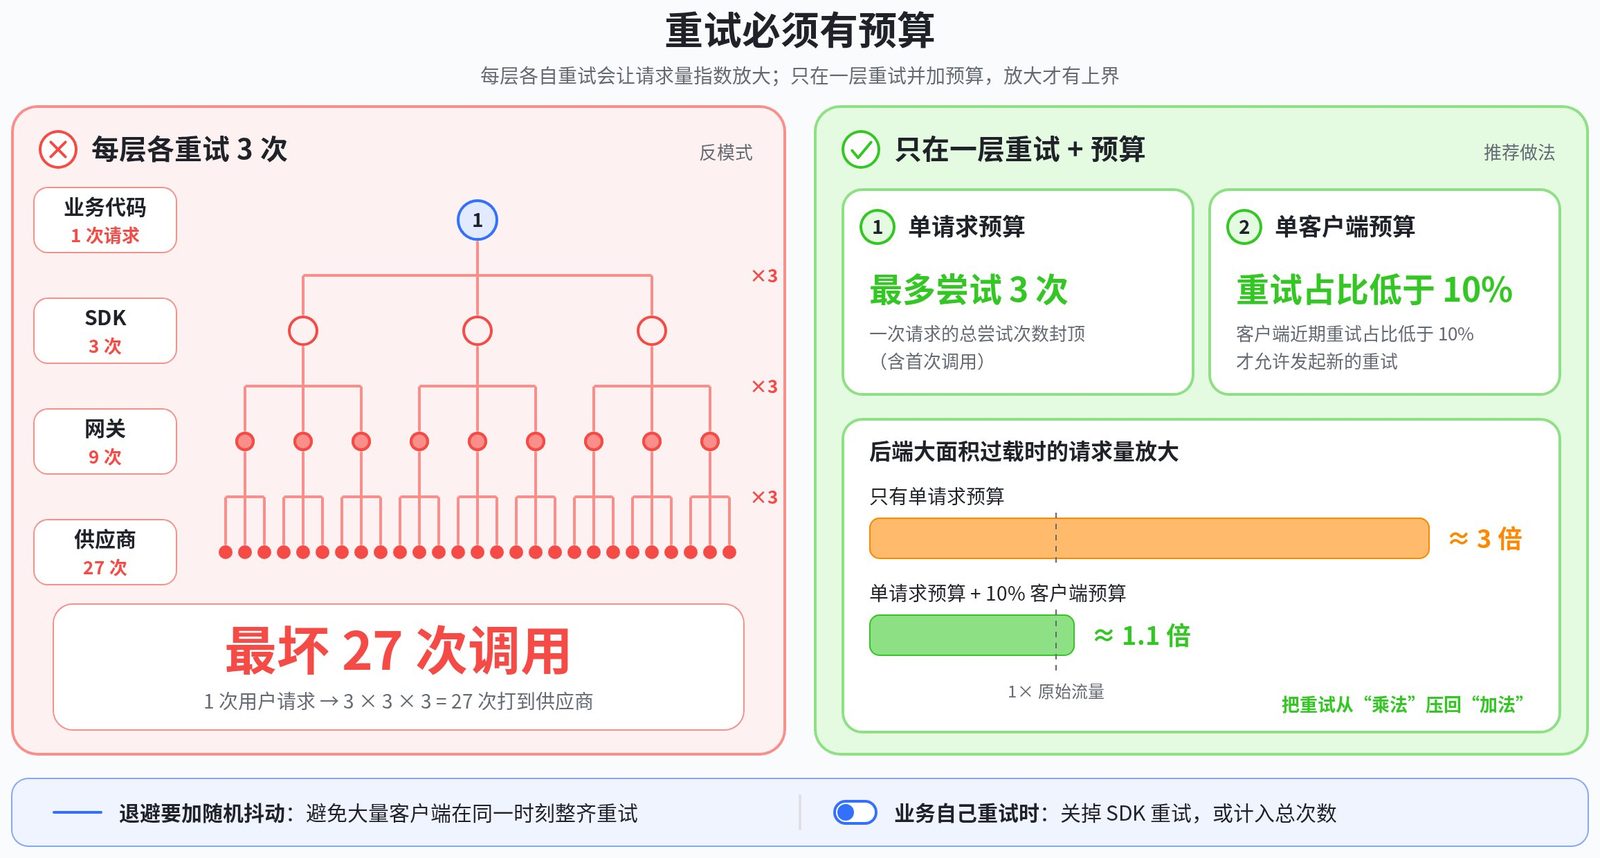 重试必须有预算
每层各自重试会让请求量指数放大；只在一层重试并加预算，放大才有上界
每层各重试 3 次
反模式
业务代码
1 次请求
SDK
3 次
网关
9 次
供应商
27 次
1
×3
×3
×3
最坏 27 次调用
1 次用户请求 → 3 × 3 × 3 = 27 次打到供应商
只在一层重试 + 预算
推荐做法
1 单请求预算
最多尝试 3 次
一次请求的总尝试次数封顶
（含首次调用）
2 单客户端预算
重试占比低于 10%
客户端近期重试占比低于 10%
才允许发起新的重试
后端大面积过载时的请求量放大
只有单请求预算
≈ 3 倍
单请求预算 + 10% 客户端预算
≈ 1.1 倍
1× 原始流量
把重试从“乘法”压回“加法”
退避要加随机抖动：避免大量客户端在同一时刻整齐重试
业务自己重试时：关掉 SDK 重试，或计入总次数